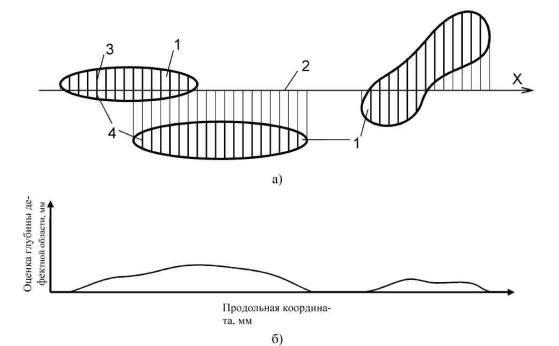 3
1
2
X
4
1
а)
Оценка глубины де-
фектной области, мм
Продольная координа-
та, мм
б)